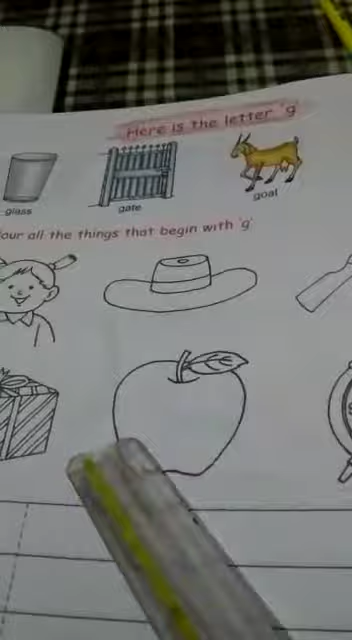 Here is the letter 'g'
glass gate goat
our all the things that begin with 'g'